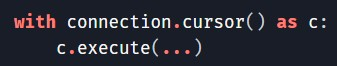 with connection.cursor() as c:
    c.execute(...)